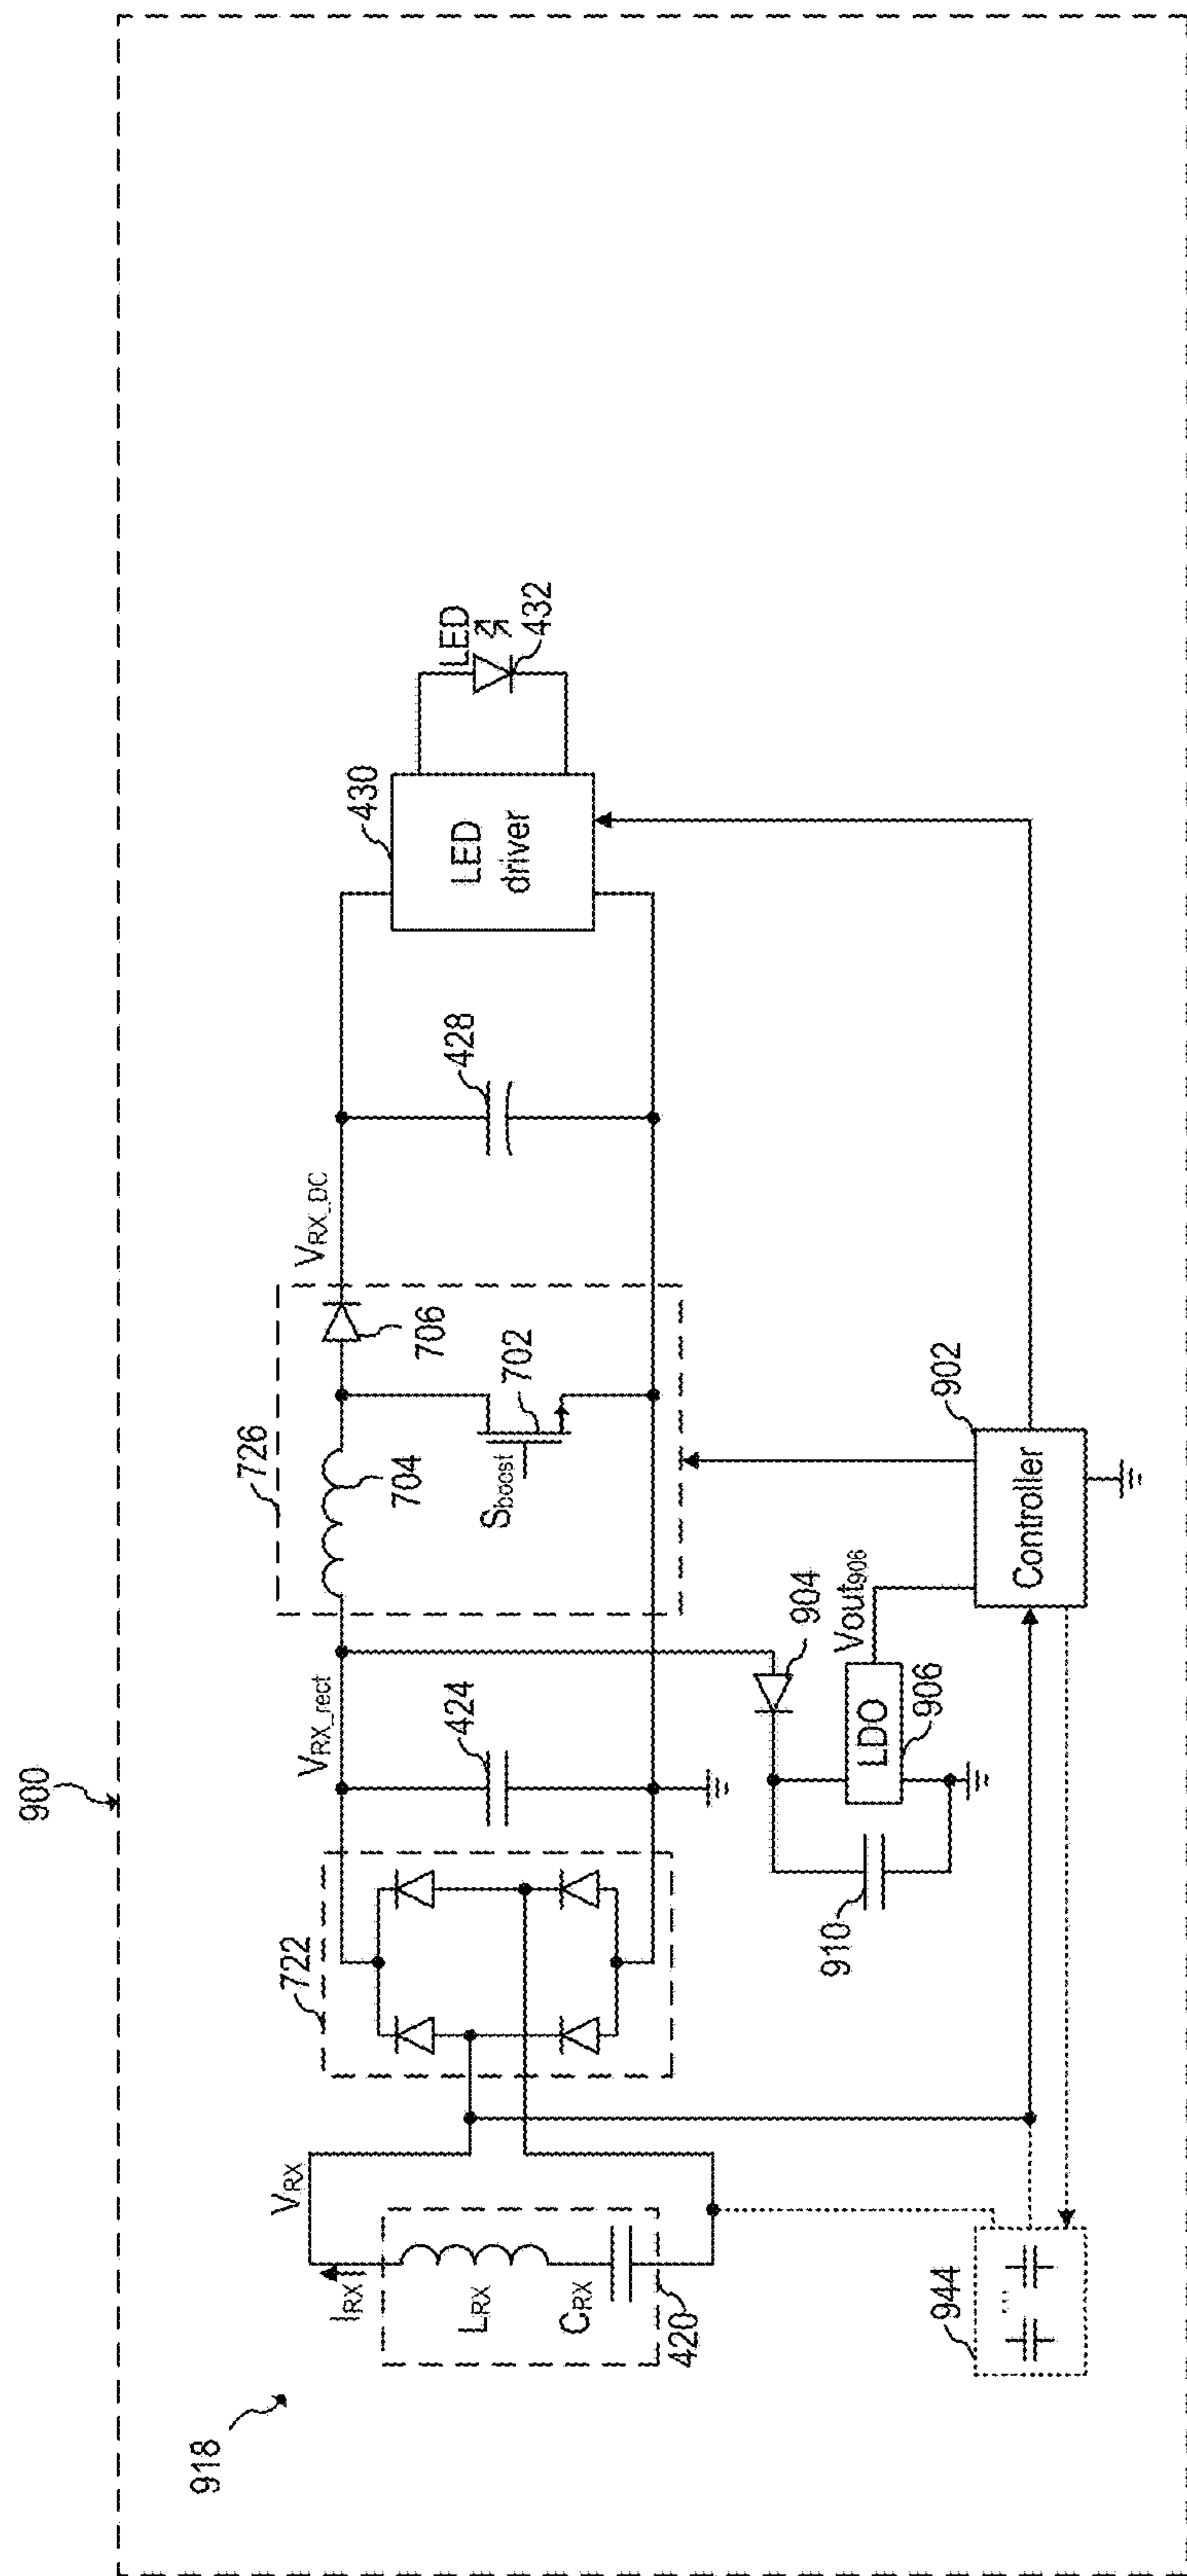 900
918
VRX
IRX
LRX
CRX
420
722
VRX_rect
424
726
704
Sboost
702
706
VRX_DC
428
430
LED
driver
LED
432
944
910
904
LDO
906
Vout906
Controller
902